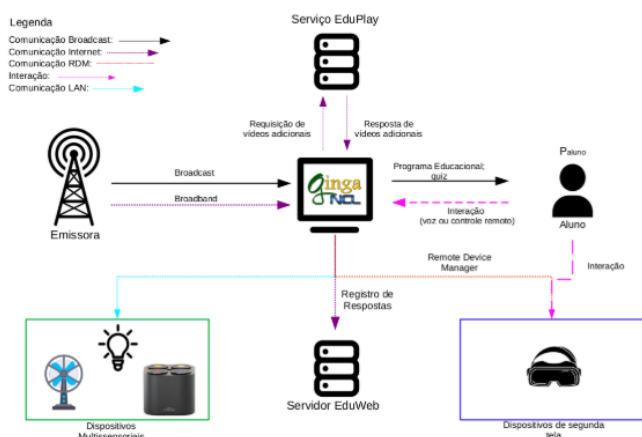 Legenda
Comunicação Broadcast:
Comunicação Internet:
Comunicação RDM:
Interação:
Comunicação LAN:
Serviço EduPlay
Requisição de
vídeos adicionais
Resposta de
vídeos adicionais
Emissora
Broadcast
Broadband
ginga
NCL
Programa Educacional;
quiz
Interação
(voz ou controle remoto)
Paluno
Aluno
Interação
Remote Device
Manager
Registro de
Respostas
Servidor EduWeb
Dispositivos
Multissensoriais
Dispositivos de segunda
tela